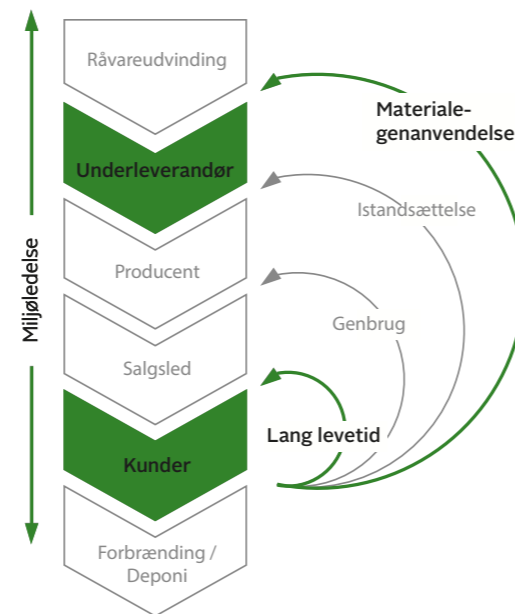 Råvareudvinding
Underleverandør
Producent
Salgsled
Kunder
Forbrænding /
Deponi
Miljøledelse
Materiale-
genanvendelse
Istandsættelse
Genbrug
Lang levetid